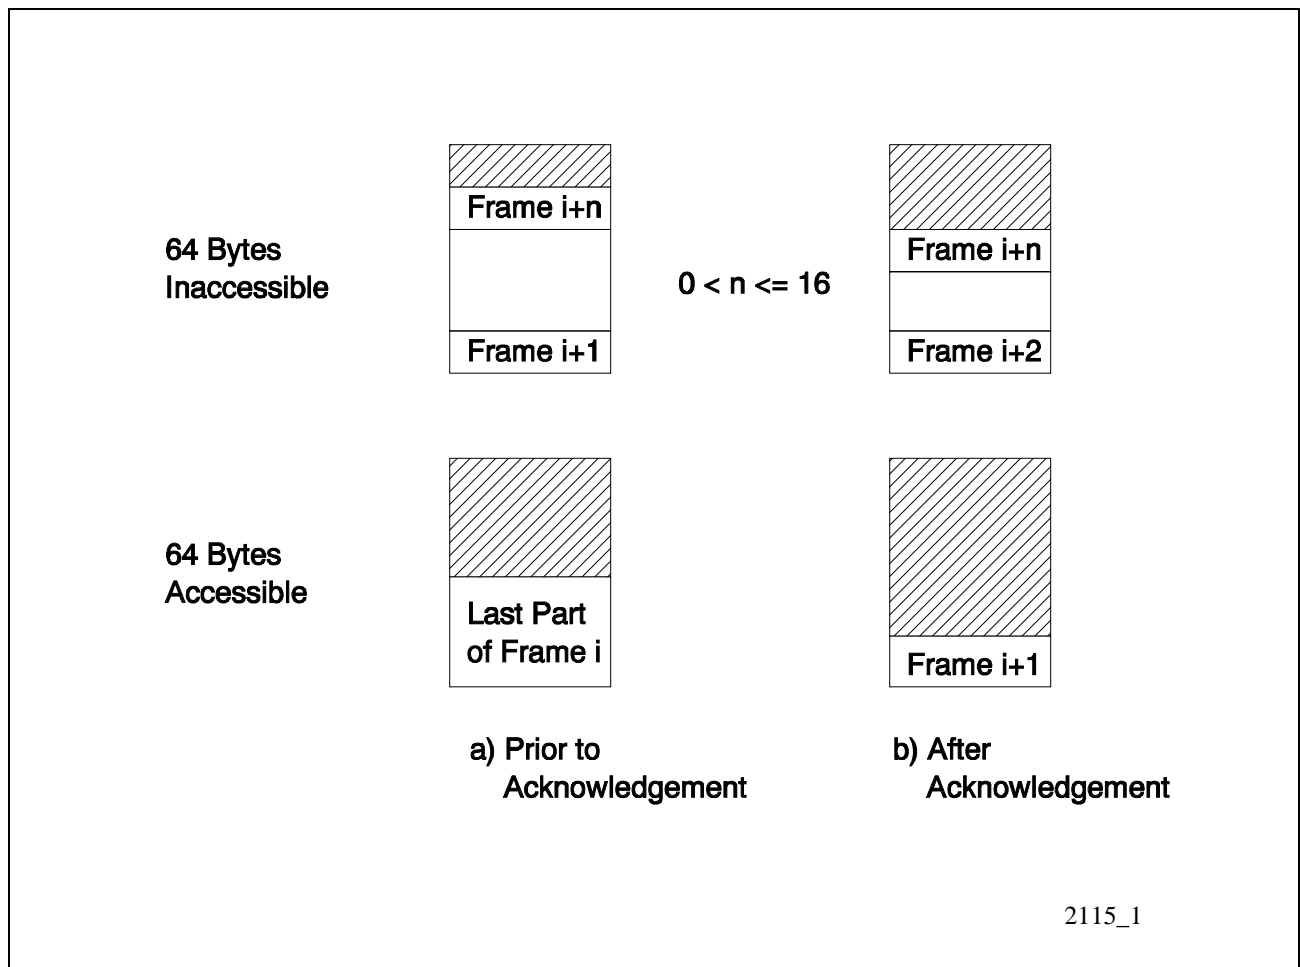 Frame i+n
64 Bytes
Inaccessible
Frame i+1
0 < n <= 16
Frame i+n
Frame i+2
64 Bytes
Accessible
Last Part
of Frame i
Frame i+1
a) Prior to
Acknowledgement
b) After
Acknowledgement
2115_1